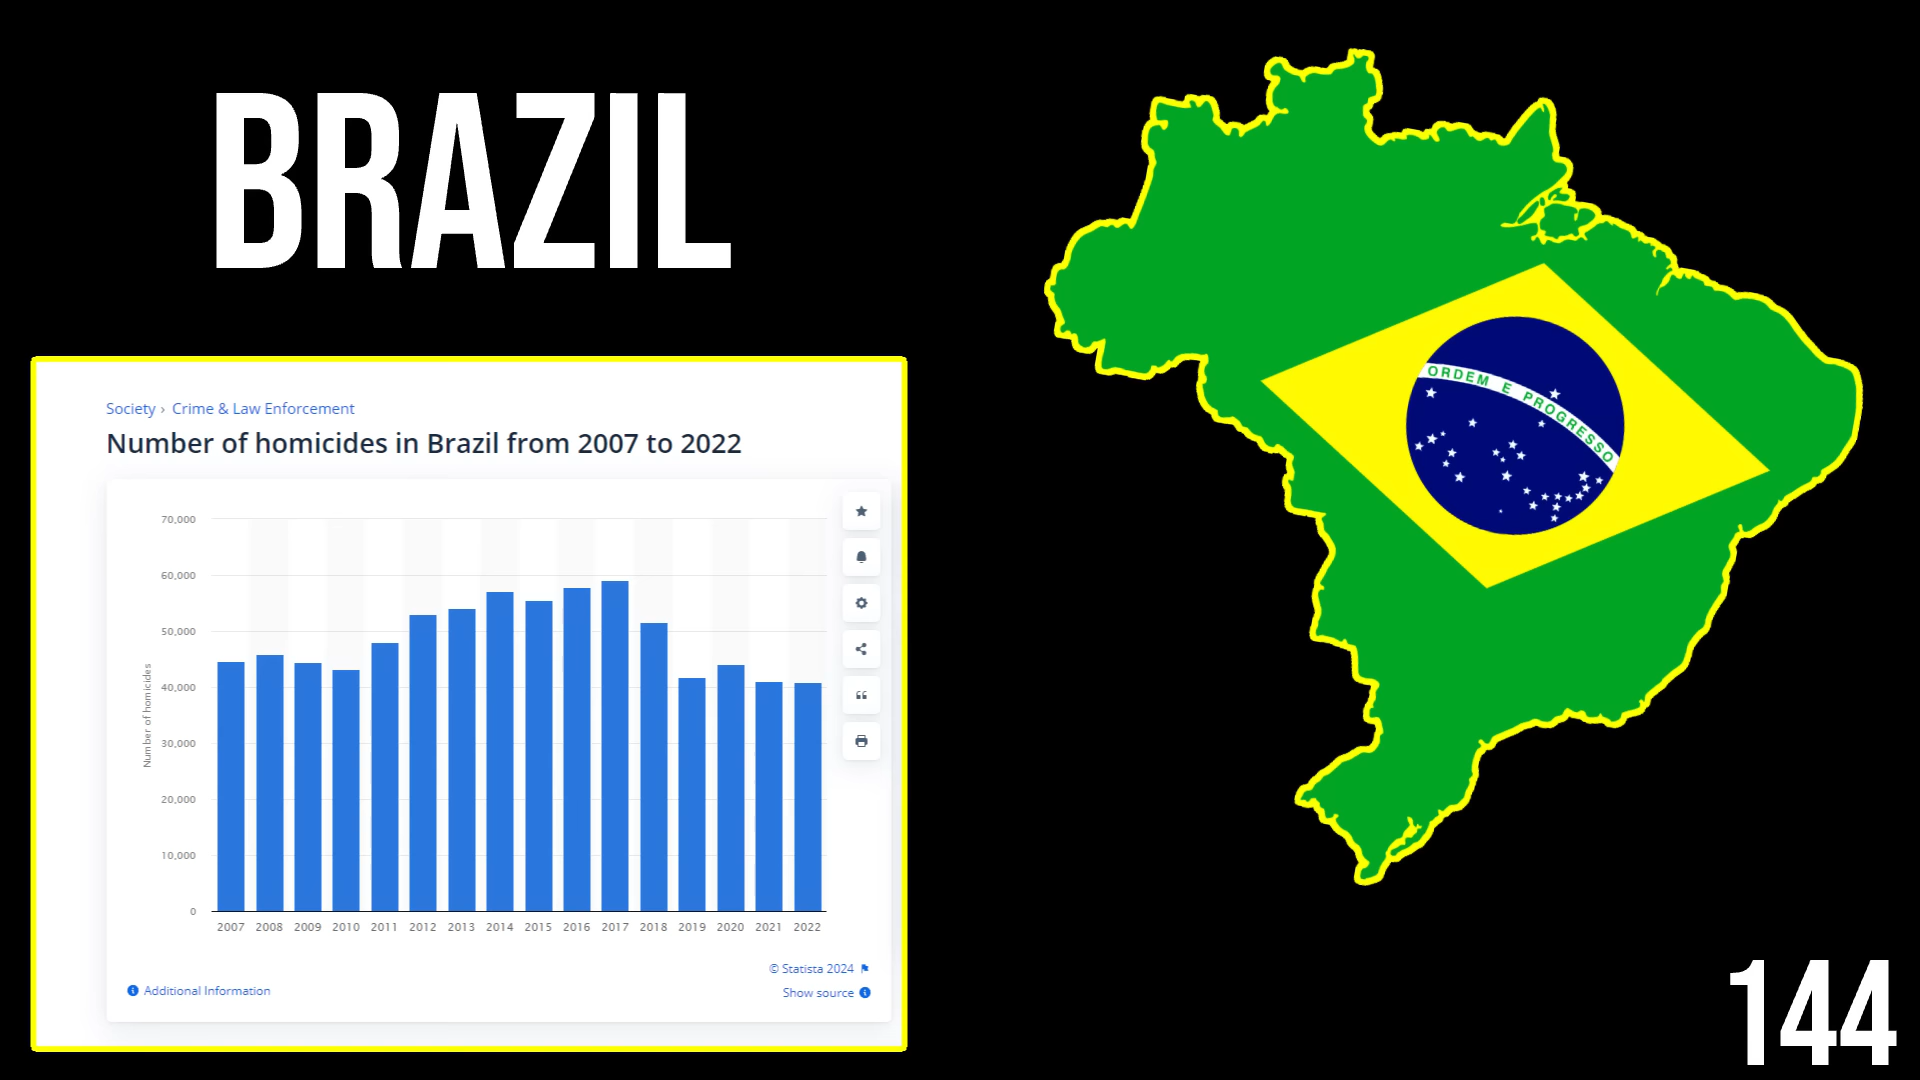 BRAZIL
Society › Crime & Law Enforcement
Number of homicides in Brazil from 2007 to 2022
70,000
60,000
50,000
40,000
30,000
20,000
10,000
0
Number of homicides
2007 2008 2009 2010 2011 2012 2013 2014 2015 2016 2017 2018 2019 2020 2021 2022
© Statista 2024
Additional Information
Show source
ORDEM E PROGRESSO
144